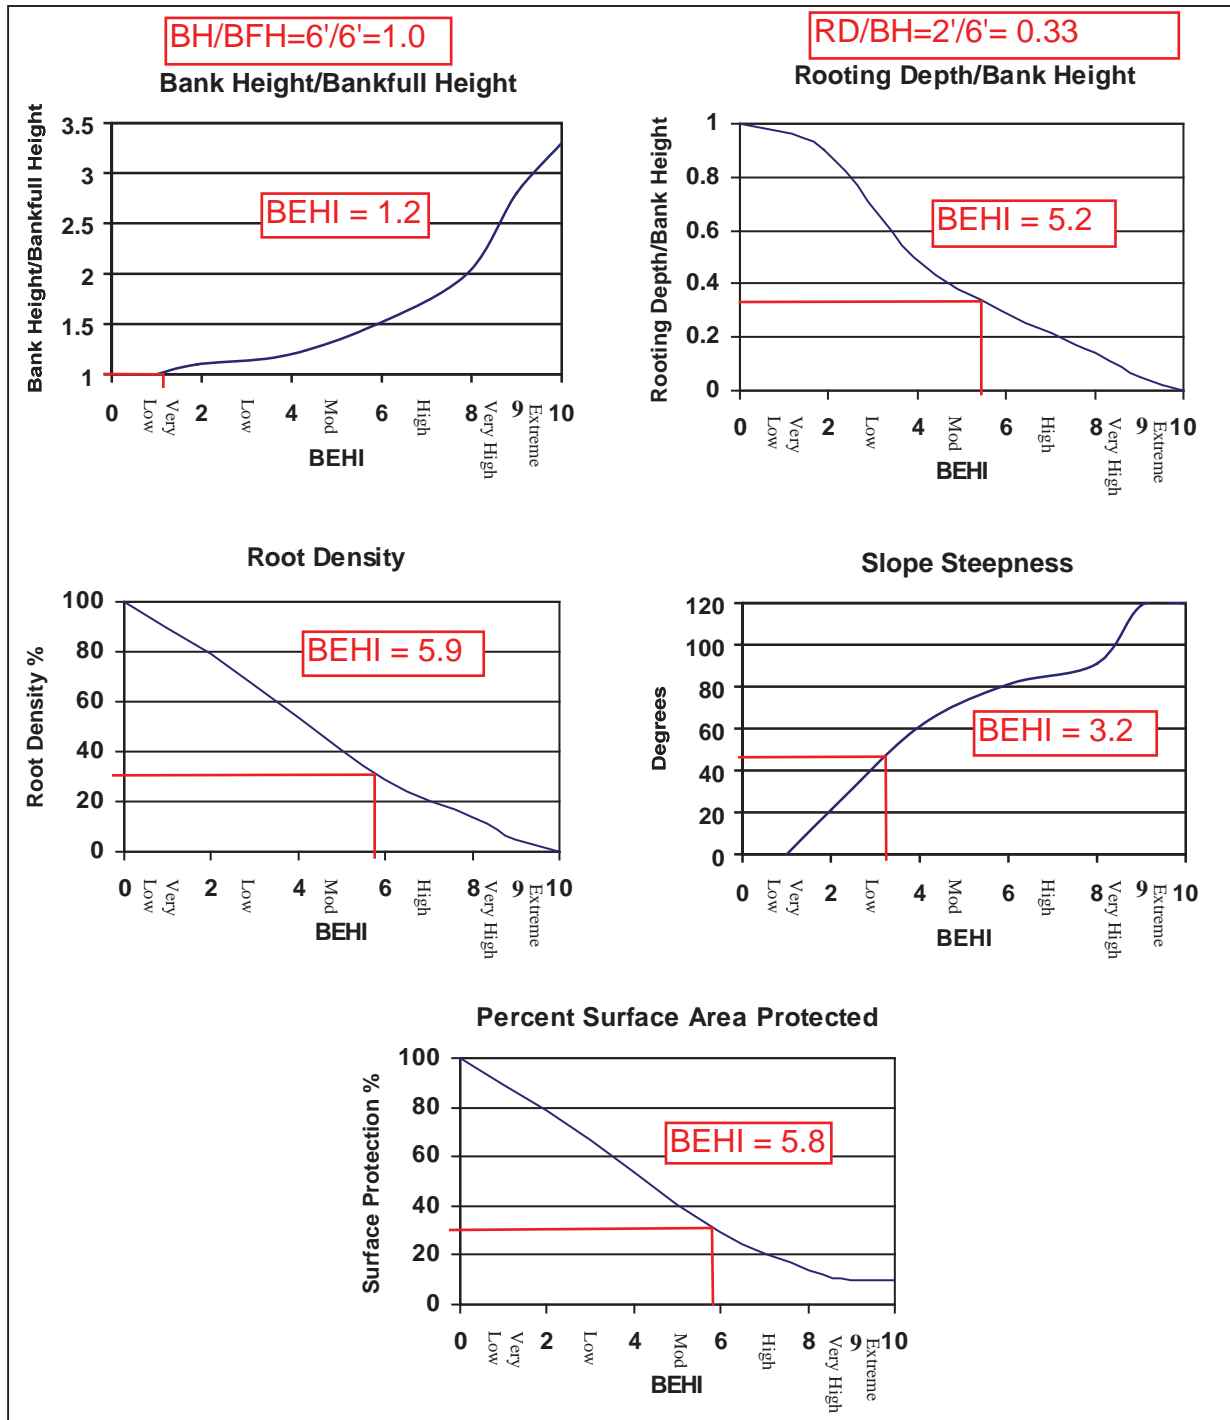 BH/BFH=6'/6'=1.0
Bank Height/Bankfull Height
Bank Height/Bankfull Height
3.5
3
2.5
2
1.5
1
BEHI = 1.2
0 Very Low 2 Low 4 Mod 6 High 8 Very High 9 Extreme 10
BEHI
RD/BH=2'/6'= 0.33
Rooting Depth/Bank Height
Rooting Depth/Bank Height
1
0.8
0.6
0.4
0.2
0
BEHI = 5.2
0 Very Low 2 Low 4 Mod 6 High 8 Very High 9 Extreme 10
BEHI
Root Density
Root Density %
100
80
60
40
20
0
BEHI = 5.9
0 Very Low 2 Low 4 Mod 6 High 8 Very High 9 Extreme 10
BEHI
Slope Steepness
Degrees
120
100
80
60
40
20
0
BEHI = 3.2
0 Very Low 2 Low 4 Mod 6 High 8 Very High 9 Extreme 10
BEHI
Percent Surface Area Protected
Surface Protection %
100
80
60
40
20
0
BEHI = 5.8
0 Very Low 2 Low 4 Mod 6 High 8 Very High 9 Extreme 10
BEHI